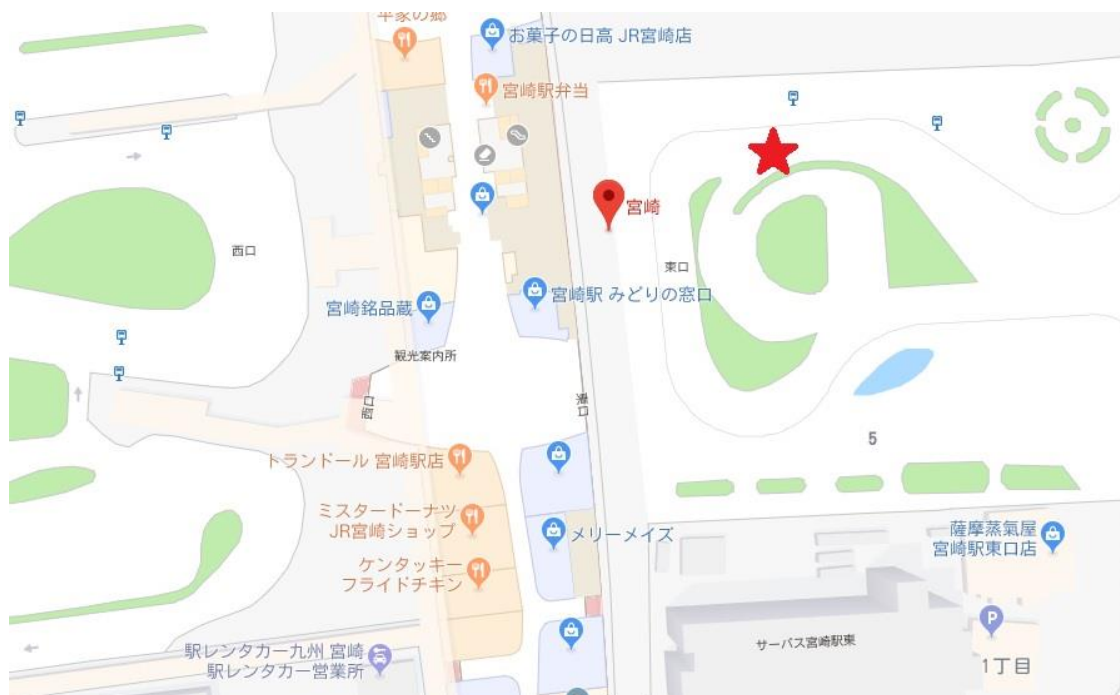 平家の郷
お菓子の日高 JR宮崎店
宮崎駅弁当
宮崎
西口
東口
宮崎駅 みどりの窓口
宮崎銘品蔵
観光案内所
西口
東口
5
トランドール 宮崎駅店
ミスタードーナツ
JR宮崎ショップ
メリーメイズ
薩摩蒸氣屋
宮崎駅東口店
ケンタッキー
フライドチキン
P
サーパス宮崎駅東
駅レンタカー九州 宮崎
駅レンタカー営業所
1丁目